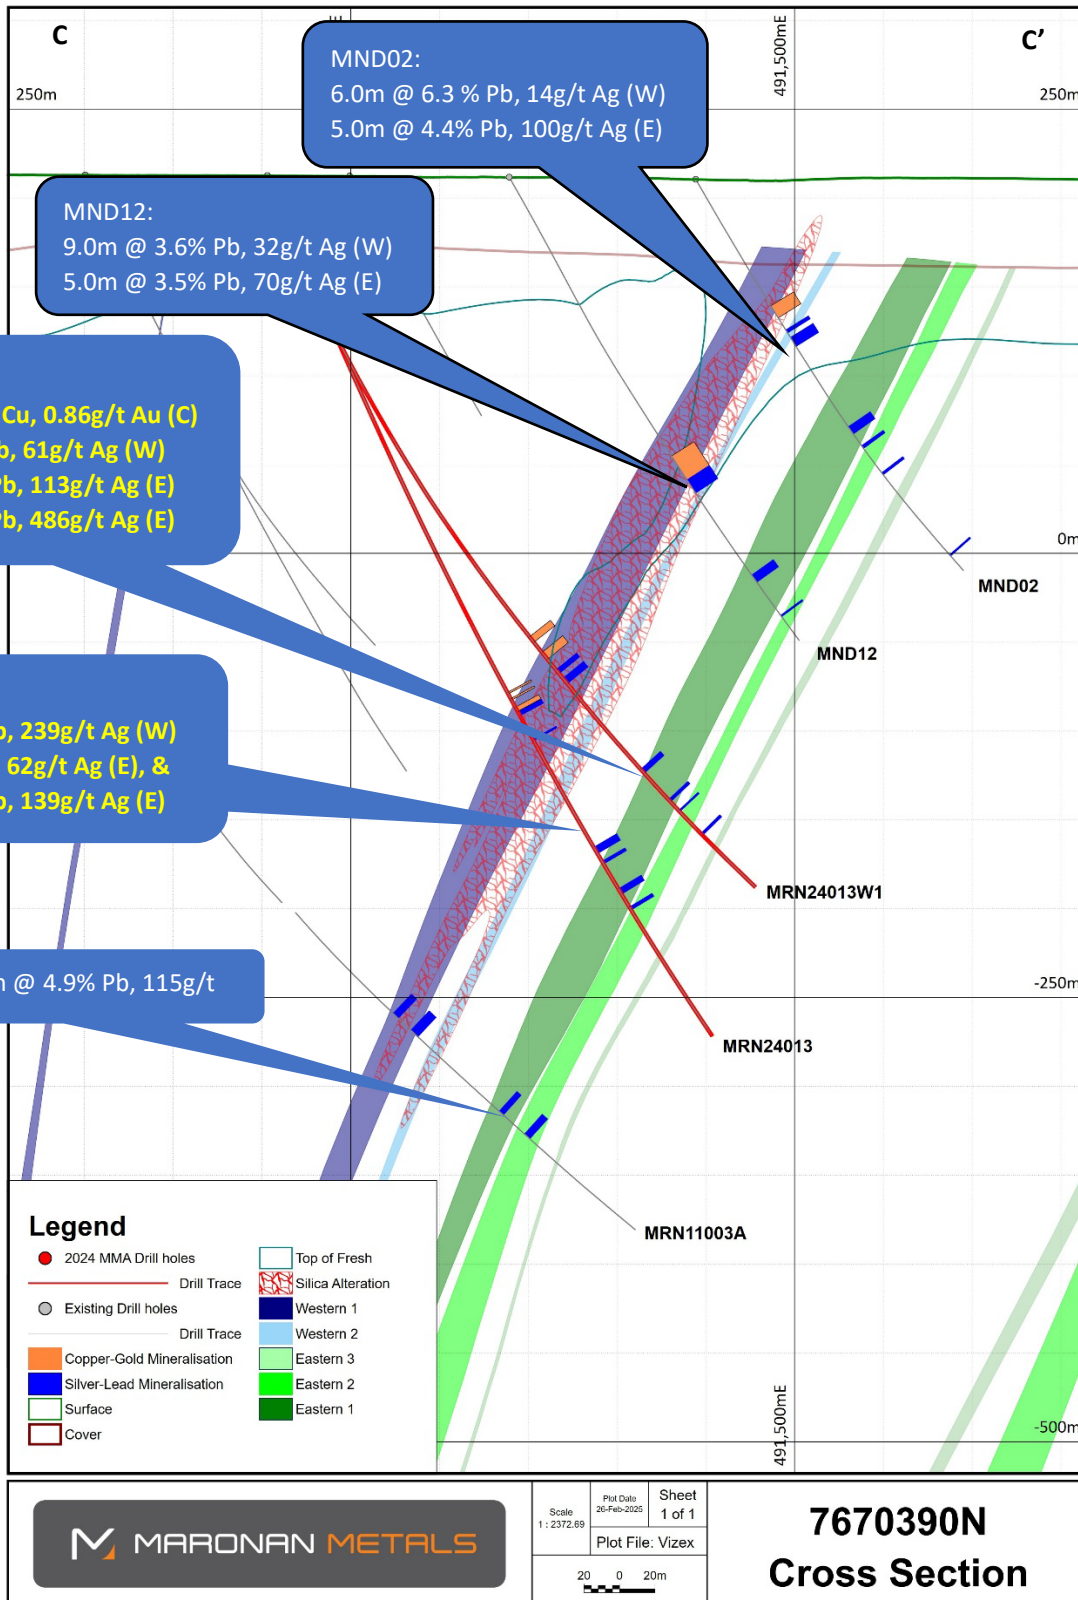 C
C'
E
491,500mE
250m
250m
MND02:
6.0m @ 6.3 % Pb, 14g/t Ag (W)
5.0m @ 4.4% Pb, 100g/t Ag (E)
MND12:
9.0m @ 3.6% Pb, 32g/t Ag (W)
5.0m @ 3.5% Pb, 70g/t Ag (E)
Cu, 0.86g/t Au (C)
b, 61g/t Ag (W)
Pb, 113g/t Ag (E)
Pb, 486g/t Ag (E)
0m
MND02
MND12
b, 239g/t Ag (W)
62g/t Ag (E), &
b, 139g/t Ag (E)
MRN24013W1
@ 4.9% Pb, 115g/t
-250m
MRN24013
MRN11003A
Legend
2024 MMA Drill holes
Drill Trace
Existing Drill holes
Drill Trace
Copper-Gold Mineralisation
Silver-Lead Mineralisation
Surface
Cover
Top of Fresh
Silica Alteration
Western 1
Western 2
Eastern 3
Eastern 2
Eastern 1
491,500mE
-500m
MARONAN METALS
Scale
1 : 2372.69
Plot Date
26-Feb-2025
Sheet
1 of 1
Plot File: Vizex
20 0 20m
7670390N
Cross Section